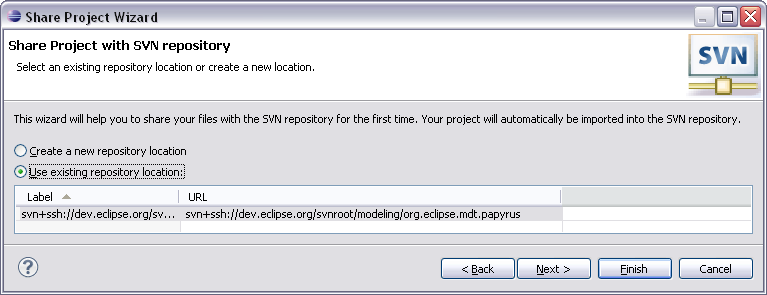 Share Project Wizard
Share Project with SVN repository
Select an existing repository location or create a new location.
SVN
This wizard will help you to share your files with the SVN repository for the first time. Your project will automatically be imported into the SVN repository.
Create a new repository location
Use existing repository location:
Label URL
svn+ssh://dev.eclipse.org/sv... svn+ssh://dev.eclipse.org/svnroot/modeling/org.eclipse.mdt.papyrus
? < Back Next > Finish Cancel